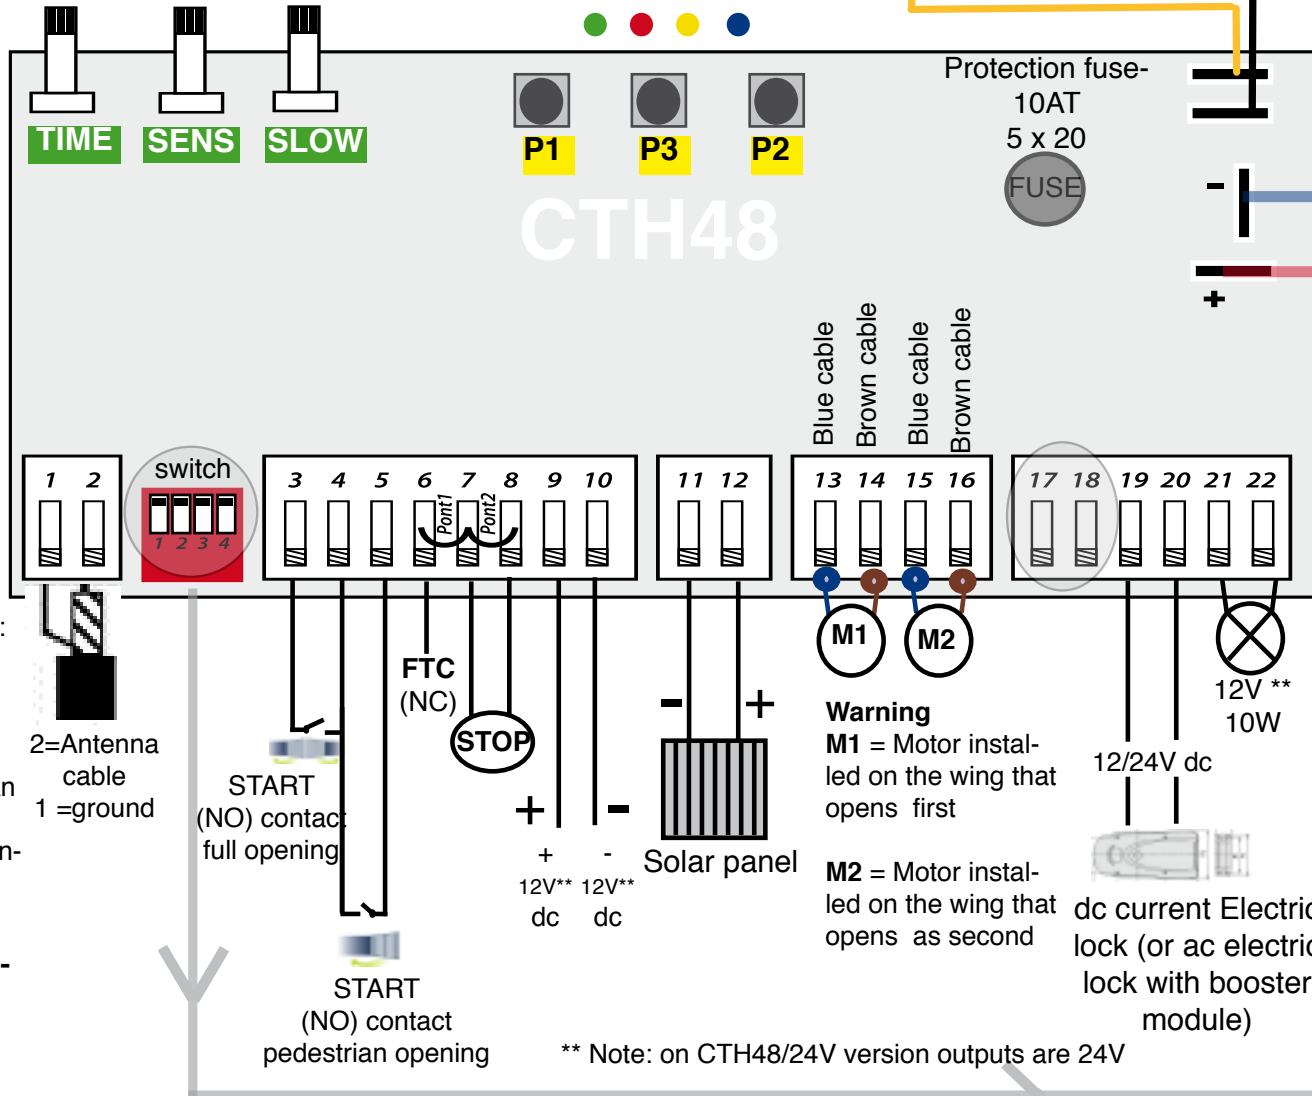 TIME
SENS
SLOW
P1
P3
P2
Protection fuse-
10AT
5 x 20
FUSE
-
+
CTH48
Blue cable
Brown cable
Blue cable
Brown cable
1 2
switch
1 2 3 4
3 4 5 6 7 8 9 10
Pont1
Pont2
11 12
13 14 15 16
17 18 19 20 21 22
:
2=Antenna
cable
1 =ground
n-
-
START
(NO) contact
full opening
START
(NO) contact
pedestrian opening
FTC
(NC)
STOP
+ -
+ -
12V** 12V**
dc dc
- +
Solar panel
M1
M2
Warning
M1 = Motor instal-
led on the wing that
opens first
M2 = Motor instal-
led on the wing that
opens as second
12/24V dc
12V **
10W
dc current Electric
lock (or ac electric
lock with booster
module)
** Note: on CTH48/24V version outputs are 24V